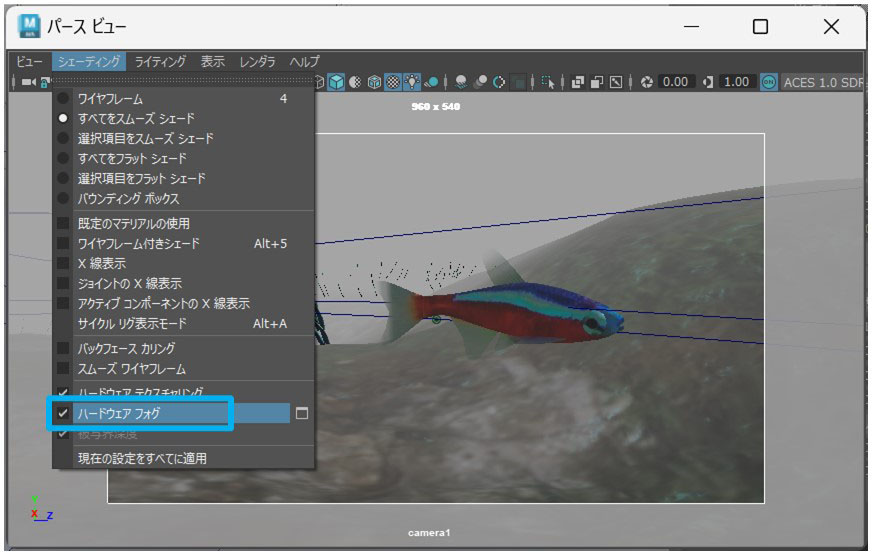 パース ビュー
ビュー シェーディング ライティング 表示 レンダラ ヘルプ
0.00 1.00 ON ACES 1.0 SDR
960 x 540
ワイヤフレーム 4
すべてをスムーズ シェード
選択項目をスムーズ シェード
すべてをフラット シェード
選択項目をフラット シェード
バウンディング ボックス
既定のマテリアルの使用
ワイヤフレーム付きシェード Alt+5
X 線表示
ジョイントの X 線表示
アクティブ コンポーネントの X 線表示
サイクル リグ表示モード Alt+A
バックフェース カリング
スムーズ ワイヤフレーム
ハードウェア テクスチャリング
ハードウェア フォグ
被写界深度
現在の設定をすべてに適用
Y
X Z
camera1